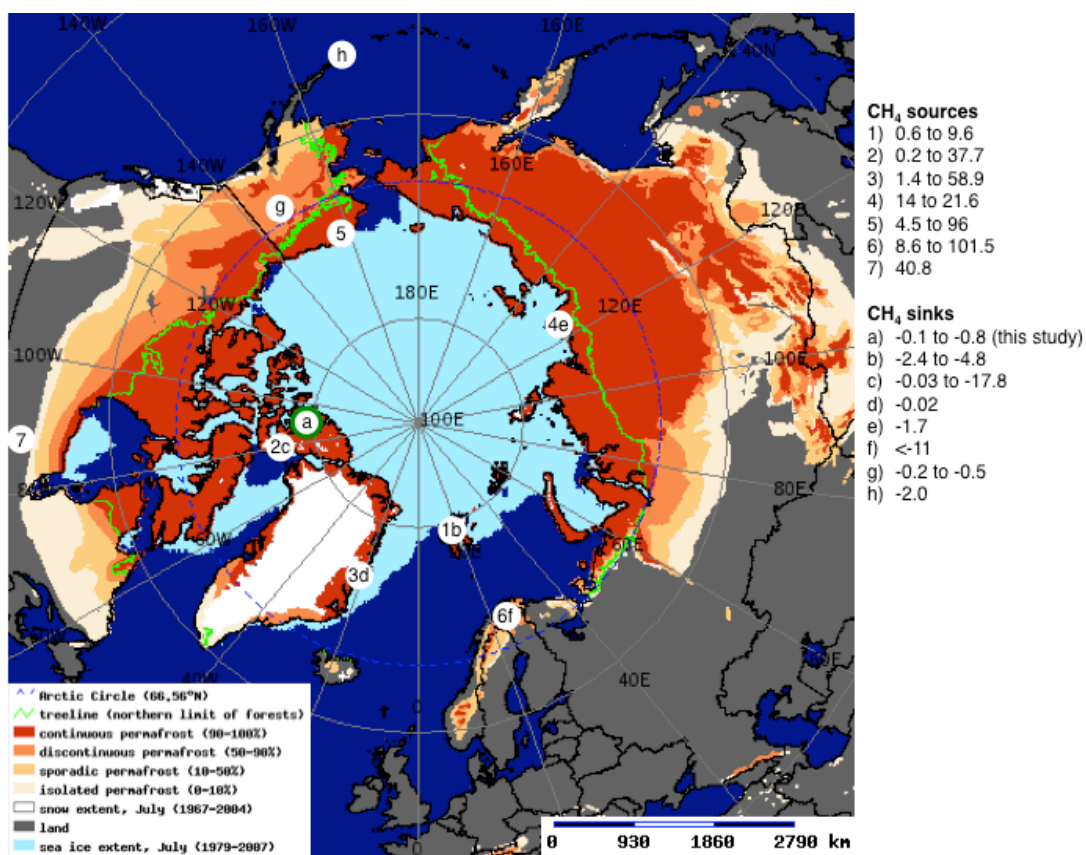 140W
160W
160E
140E
h
40N
160E
140W
120W
g
120E
5
180E
120W
120E
4e
100W
100E
a
100E
7
2c
80E
80W
1b
60W
60E
3d
6f
40W
40E
0
0
Arctic Circle (66,56°N)
treeline (northern limit of forests)
continuous permafrost (90-100%)
discontinuous permafrost (50-90%)
sporadic permafrost (10-50%)
isolated permafrost (0-10%)
snow extent, July (1967-2004)
land
sea ice extent, July (1979-2007)
0 930 1860 2790 km
CH₄ sources
1) 0.6 to 9.6
2) 0.2 to 37.7
3) 1.4 to 58.9
4) 14 to 21.6
5) 4.5 to 96
6) 8.6 to 101.5
7) 40.8
CH₄ sinks
a) -0.1 to -0.8 (this study)
b) -2.4 to -4.8
c) -0.03 to -17.8
d) -0.02
e) -1.7
f) <-11
g) -0.2 to -0.5
h) -2.0